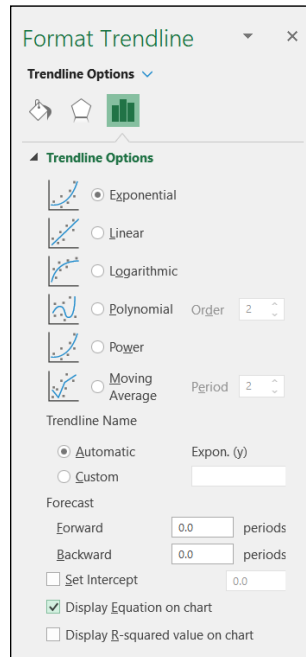 Format Trendline
Trendline Options
Trendline Options
Exponential
Linear
Logarithmic
Polynomial Order 2
Power
Moving
Average Period 2
Trendline Name
Automatic Expon. (y)
Custom
Forecast
Forward 0.0 periods
Backward 0.0 periods
Set Intercept 0.0
Display Equation on chart
Display R-squared value on chart